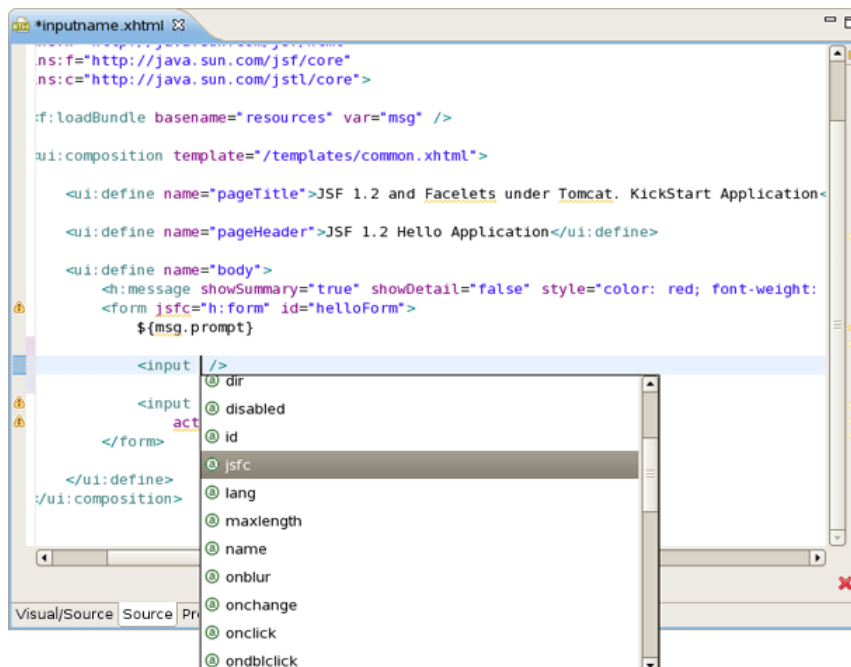 *inputname.xhtml
ns:f="http://java.sun.com/jsf/core"
ns:c="http://java.sun.com/jstl/core">
f:loadBundle basename="resources" var="msg" />
ui:composition template="/templates/common.xhtml">
<ui:define name="pageTitle">JSF 1.2 and Facelets under Tomcat. KickStart Application<
<ui:define name="pageHeader">JSF 1.2 Hello Application</ui:define>
<ui:define name="body">
<h:message showSummary="true" showDetail="false" style="color: red; font-weight:
<form jsfc="h:form" id="helloForm">
${msg.prompt}
<input />
dir
disabled
<input
act
id
</form>
jsfc
</ui:define>
lang
/ui:composition>
maxlength
name
onblur
onchange
Visual/Source Source Pr
onclick
ondblclick